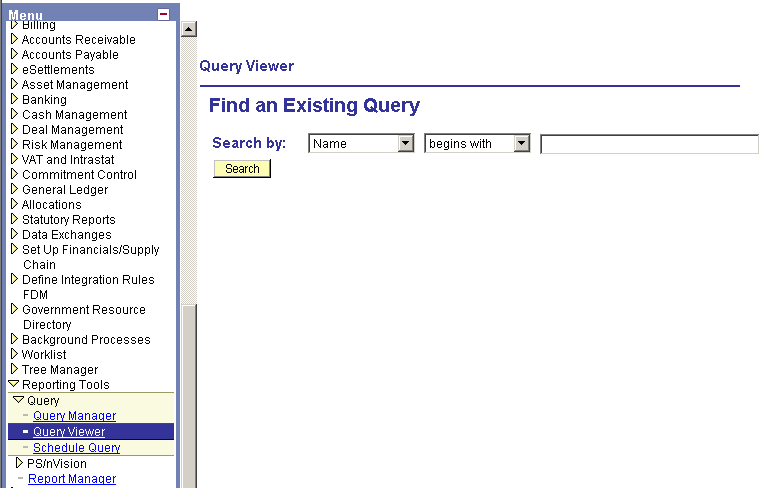 Menu
Billing
Accounts Receivable
Accounts Payable
eSettlements
Asset Management
Banking
Cash Management
Deal Management
Risk Management
VAT and Intrastat
Commitment Control
General Ledger
Allocations
Statutory Reports
Data Exchanges
Set Up Financials/Supply
Chain
Define Integration Rules
FDM
Government Resource
Directory
Background Processes
Worklist
Tree Manager
Reporting Tools
Query
Query Manager
Query Viewer
Schedule Query
PS/nVision
Report Manager
Query Viewer
Find an Existing Query
Search by: Name begins with
Search